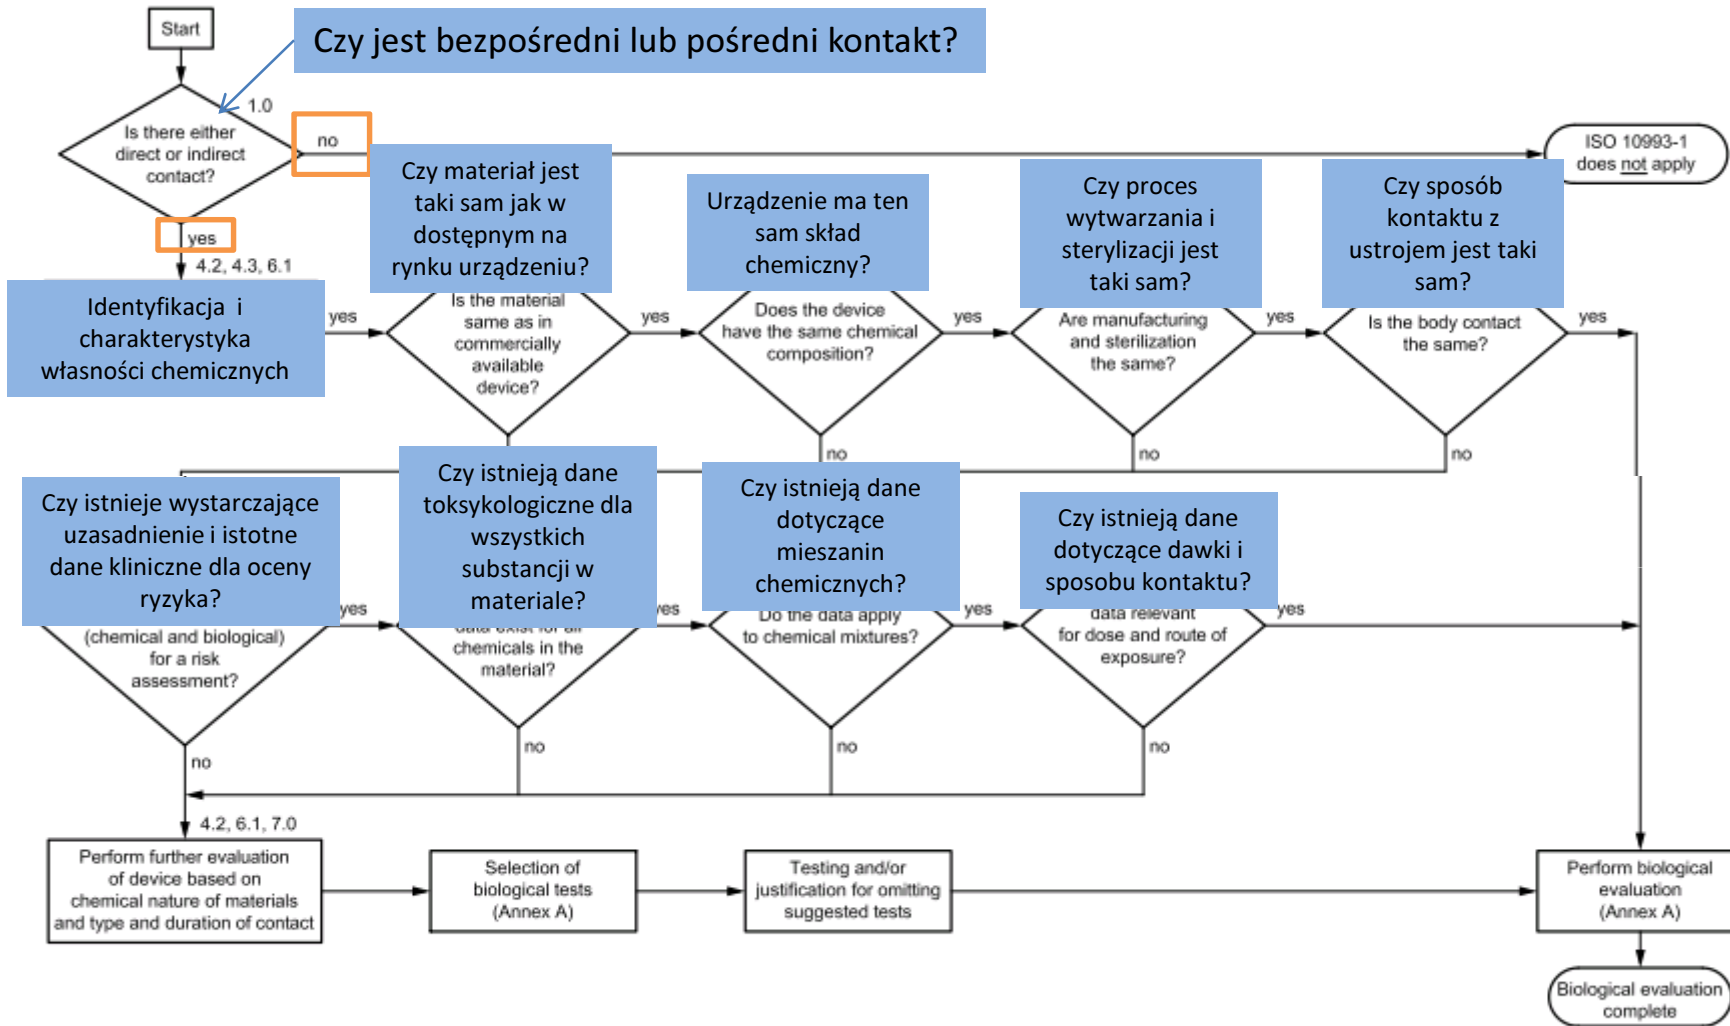 Start
Czy jest bezpośredni lub pośredni kontakt?
1.0
Is there either
direct or indirect
contact?
no
ISO 10993-1
does not apply
yes
4.2, 4.3, 6.1
Identyfikacja i
charakterystyka
własności chemicznych
yes
Czy materiał jest
taki sam jak w
dostępnym na
rynku urządzeniu?
Is the material
same as in
commercially
available
device?
yes
Urządzenie ma ten
sam skład
chemiczny?
Does the device
have the same chemical
composition?
yes
no
Czy proces
wytwarzania i
sterylizacji jest
taki sam?
Are manufacturing
and sterilization
the same?
yes
no
Czy sposób
kontaktu z
ustrojem jest taki
sam?
Is the body contact
the same?
yes
no
Czy istnieje wystarczające
uzasadnienie i istotne
dane kliniczne dla oceny
ryzyka?
(chemical and biological)
for a risk
assessment?
yes
no
Czy istnieją dane
toksykologiczne dla
wszystkich
substancji w
materiale?
data exist for all
chemicals in the
material?
yes
no
Czy istnieją dane
dotyczące
mieszanin
chemicznych?
Do the data apply
to chemical mixtures?
yes
no
Czy istnieją dane
dotyczące dawki i
sposobu kontaktu?
data relevant
for dose and route of
exposure?
yes
no
4.2, 6.1, 7.0
Perform further evaluation
of device based on
chemical nature of materials
and type and duration of contact
Selection of
biological tests
(Annex A)
Testing and/or
justification for omitting
suggested tests
Perform biological
evaluation
(Annex A)
Biological evaluation
complete